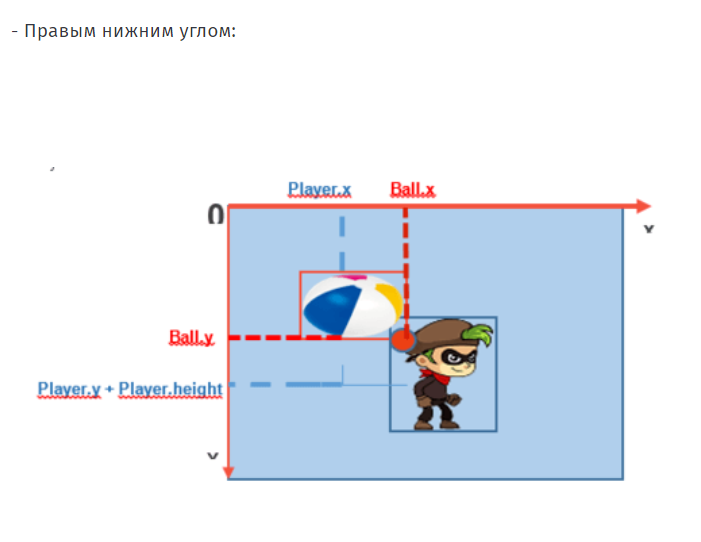 - Правым нижним углом:
Player.x Ball.x
0
x
Ball.y
Player.y + Player.height
Y